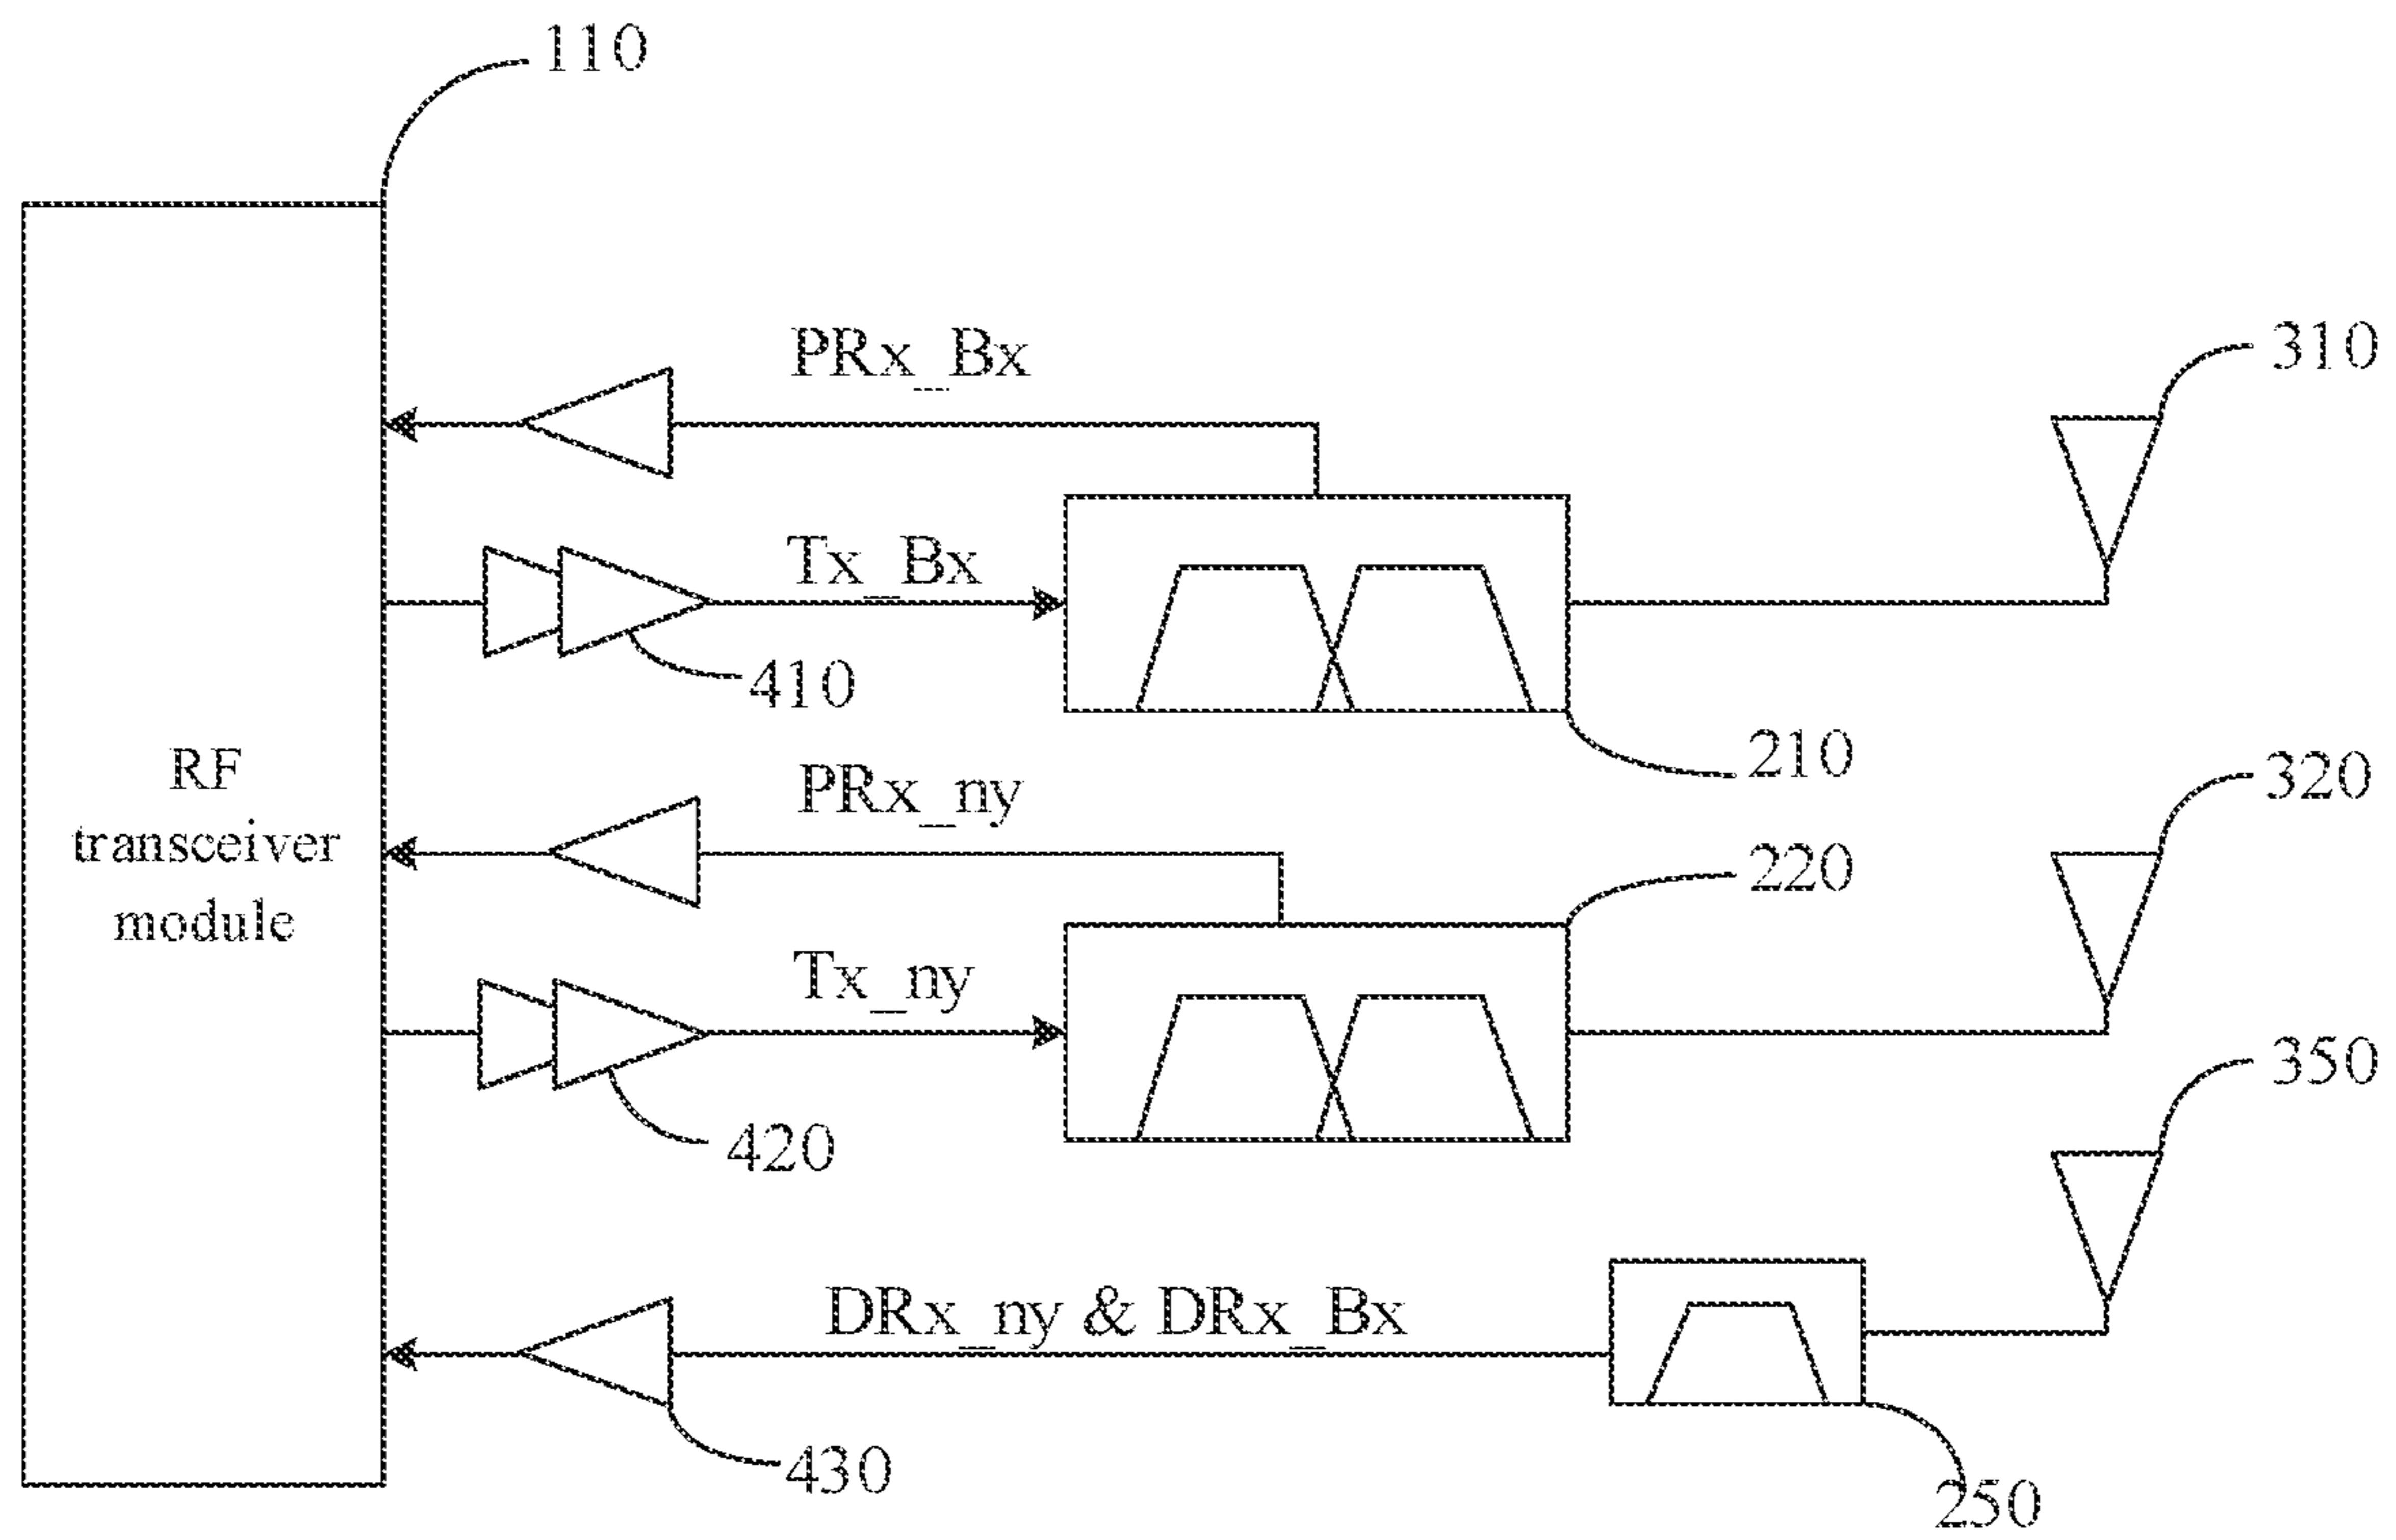 110
PRx_Bx
310
Tx_Bx
410
210
RF
transceiver
module
PRx_ny
320
220
Tx_ny
420
350
DRx_ny & DRx_Bx
430
250